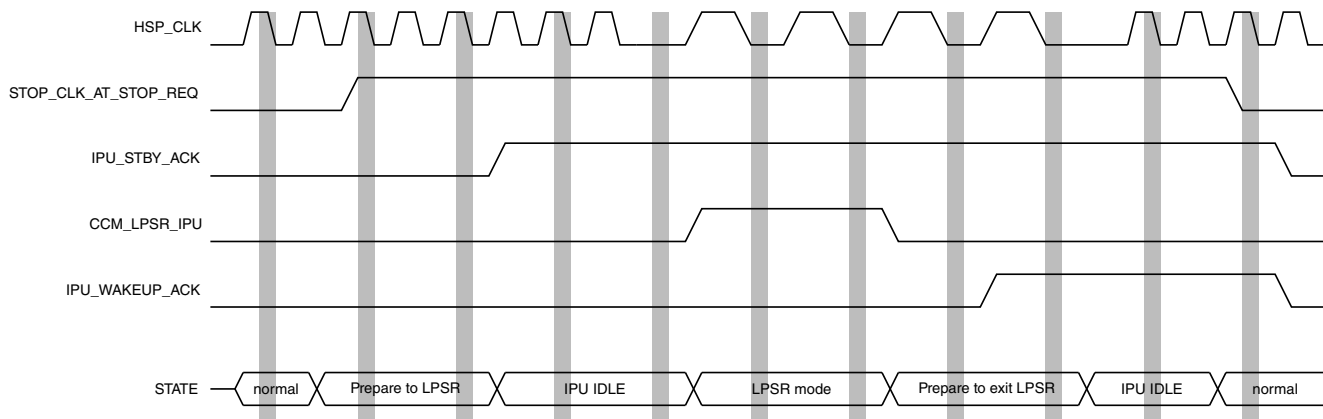 HSP_CLK
STOP_CLK_AT_STOP_REQ
IPU_STBY_ACK
CCM_LPSR_IPU
IPU_WAKEUP_ACK
STATE normal Prepare to LPSR IPU IDLE LPSR mode Prepare to exit LPSR IPU IDLE normal